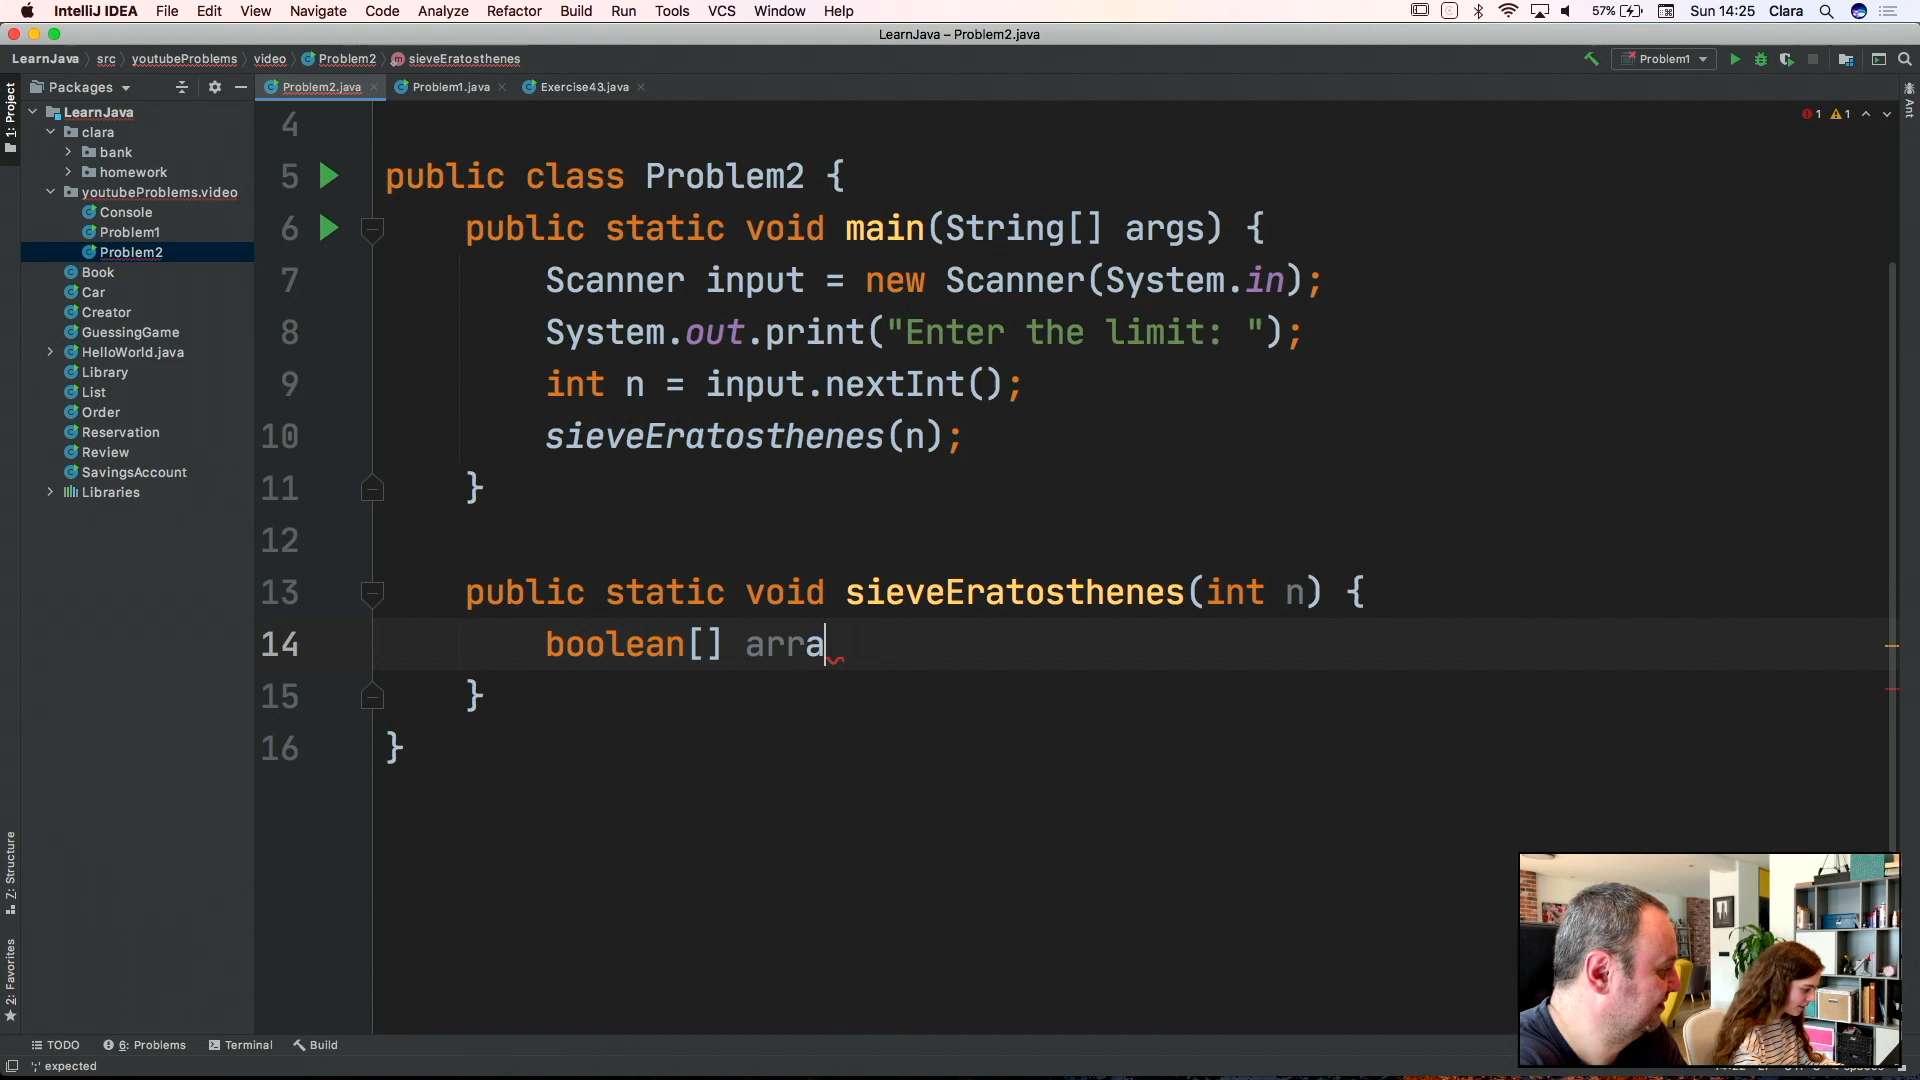 IntelliJ IDEA File Edit View Navigate Code Analyze Refactor Build Run Tools VCS Window Help 57% Sun 14:25 Clara
LearnJava – Problem2.java
LearnJava src youtubeProblems video Problem2 sieveEratosthenes Problem1
Packages Problem2.java Problem1.java Exercise43.java
1: Project
LearnJava
clara
bank
homework
youtubeProblems.video
Console
Problem1
Problem2
Book
Car
Creator
GuessingGame
HelloWorld.java
Library
List
Order
Reservation
Review
SavingsAccount
Libraries
Z: Structure
2: Favorites
Ant
1 1
4
5 public class Problem2 {
6 public static void main(String[] args) {
7 Scanner input = new Scanner(System.in);
8 System.out.print("Enter the limit: ");
9 int n = input.nextInt();
10 sieveEratosthenes(n);
11 }
12
13 public static void sieveEratosthenes(int n) {
14 boolean[] arra
15 }
16 }
TODO 6: Problems Terminal Build
';' expected